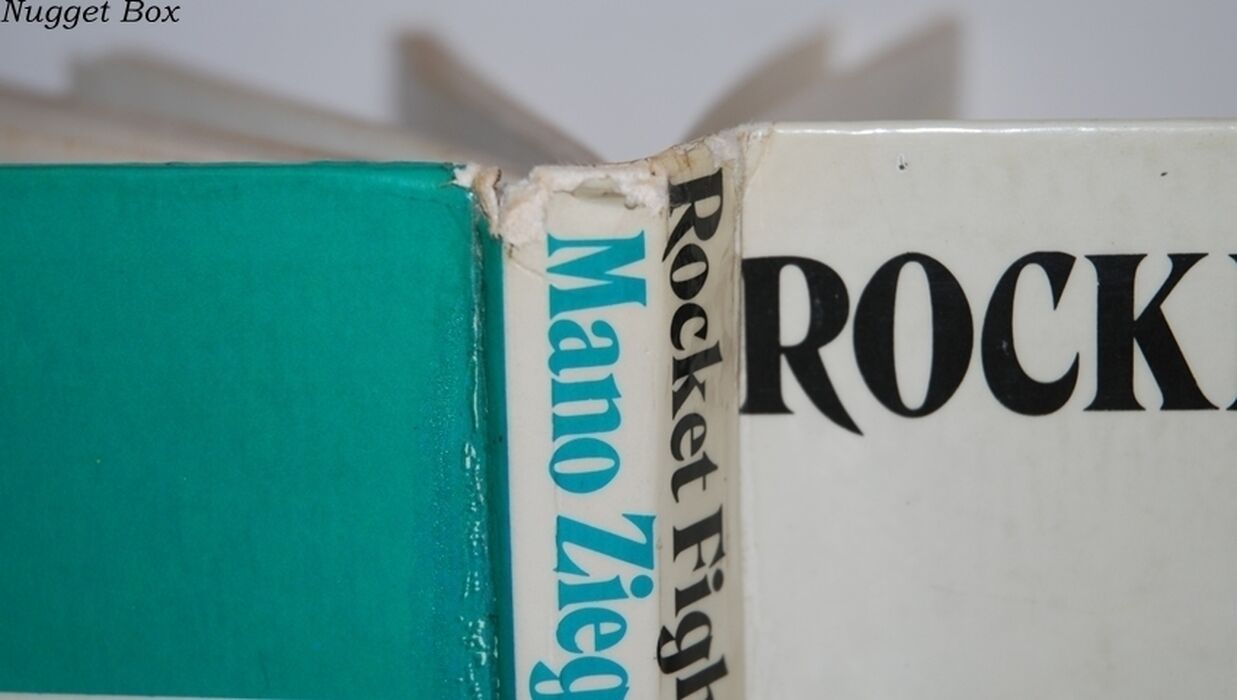 Nugget Box
Mano Zieg
Rocket Figh
ROCK